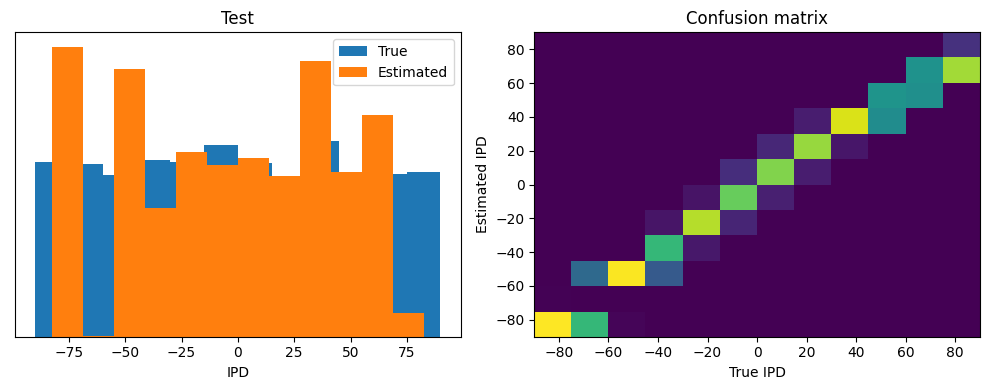 Test
True
Estimated
−75 −50 −25 0 25 50 75
IPD
Confusion matrix
Estimated IPD
80
60
40
20
0
−20
−40
−60
−80
−80 −60 −40 −20 0 20 40 60 80
True IPD